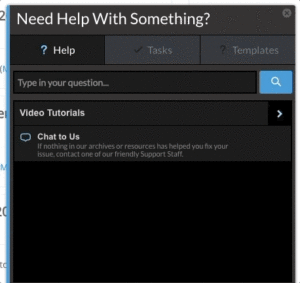 Need Help With Something?
? Help
Tasks
? Templates
Type in your question...
Video Tutorials
Chat to Us
If nothing in our archives or resources has helped you fix your
issue, contact one of our friendly Support Staff.